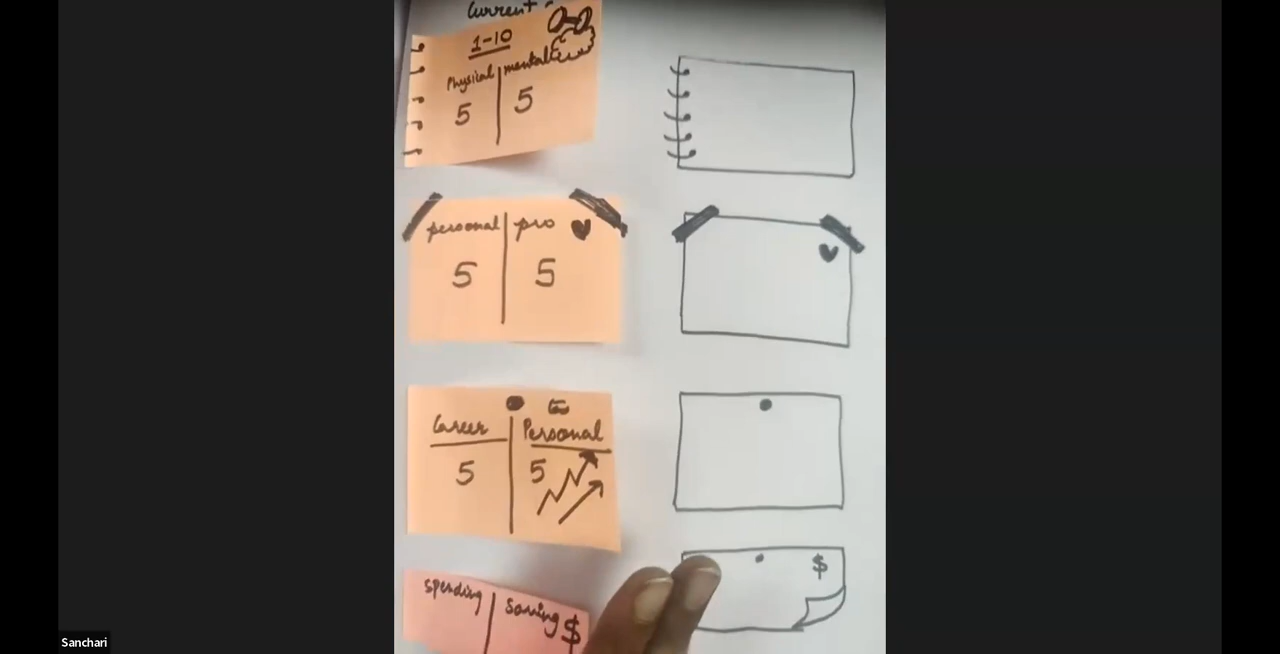 Current -
1-10
Physical mental
5 5
personal pro
5 5
Career Personal
5 5
spending saving $
$
Sanchari